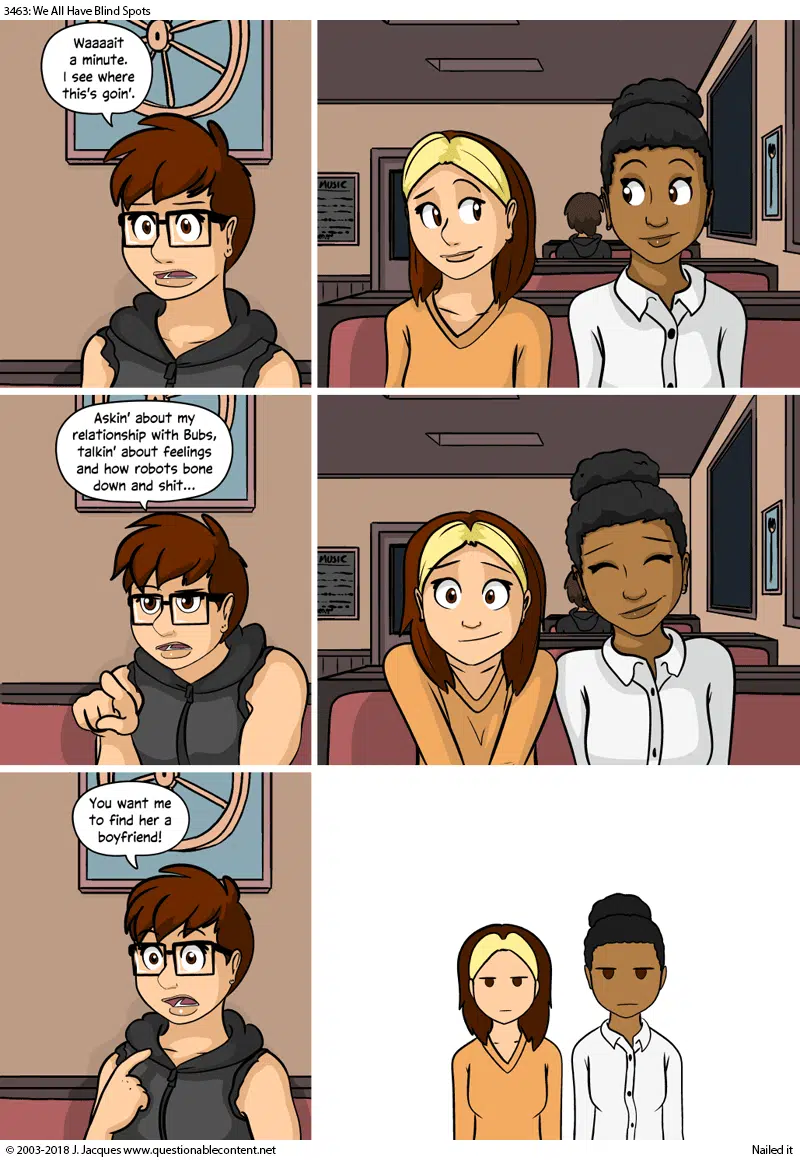 3463: We All Have Blind Spots
Waaaait
a minute.
I see where
this's goin'.
MUSIC
Askin' about my
relationship with Bubs,
talkin' about feelings
and how robots bone
down and shit...
MUSIC
You want me
to find her a
boyfriend!
© 2003-2018 J. Jacques www.questionablecontent.net
Nailed it